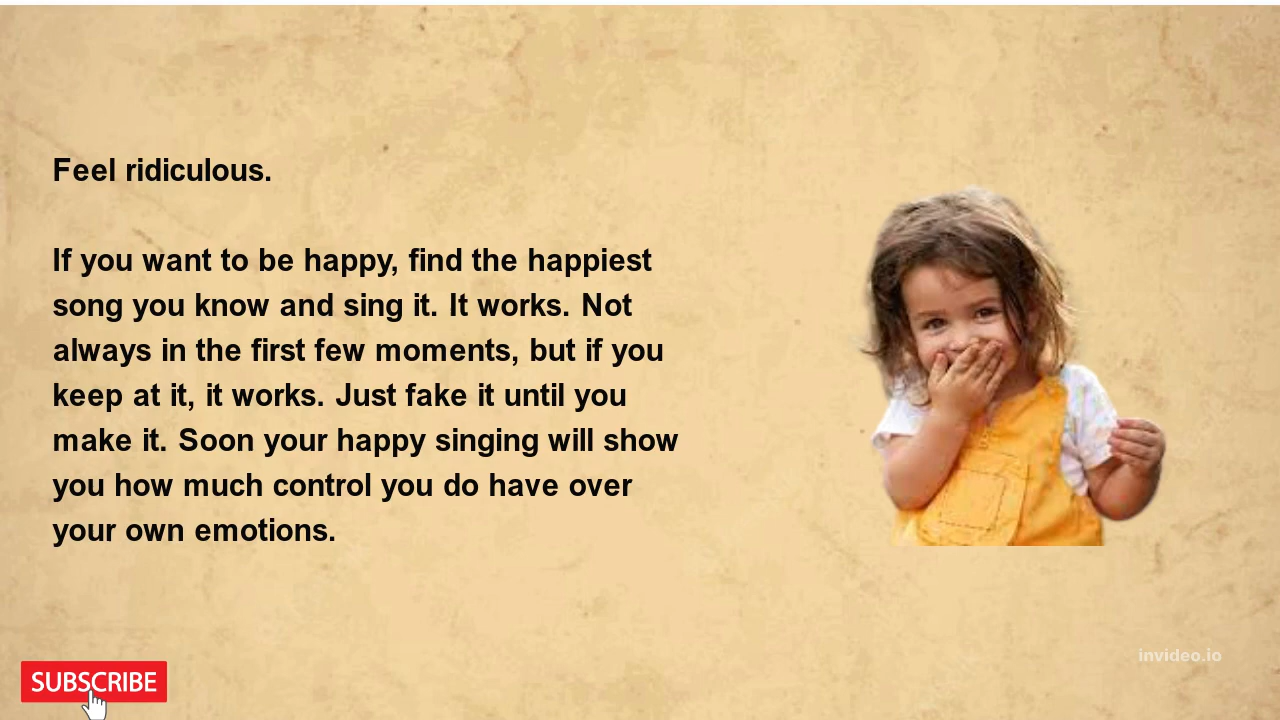 Feel ridiculous.
If you want to be happy, find the happiest
song you know and sing it. It works. Not
always in the first few moments, but if you
keep at it, it works. Just fake it until you
make it. Soon your happy singing will show
you how much control you do have over
your own emotions.
invideo.io
SUBSCRIBE